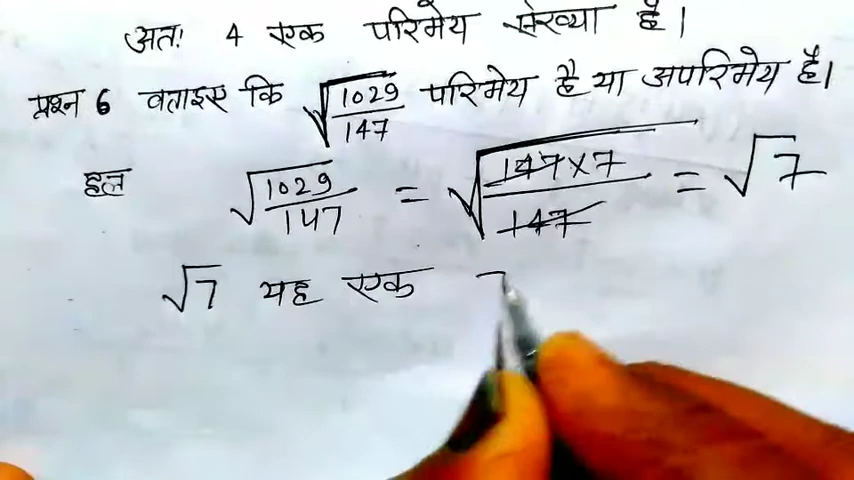 अतः 4 एक परिमेय संख्या है।
प्रश्न 6 बताइए कि √1029/147 परिमेय है या अपरिमेय है।
हल √1029/147 = √147×7/147 = √7
√7 यह एक